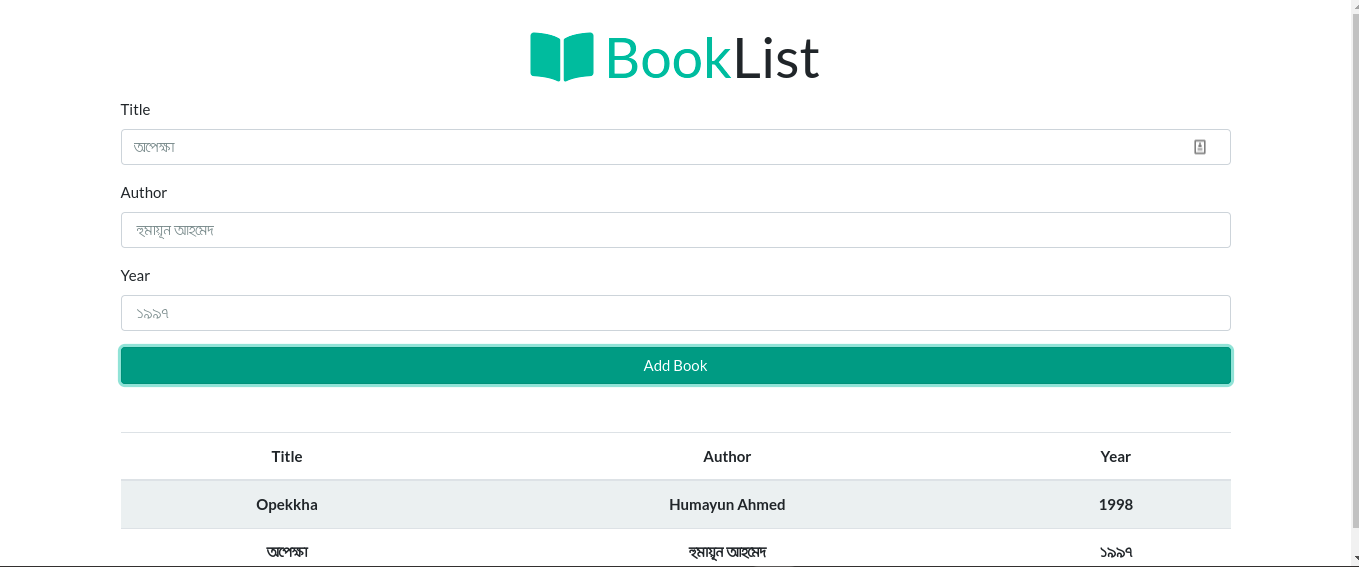 BookList
Title
অপেক্ষা
Author
হুমায়ূন আহমেদ
Year
১৯৯৭
Add Book
Title Author Year
Opekkha Humayun Ahmed 1998
অপেক্ষা হুমায়ূন আহমেদ ১৯৯৭